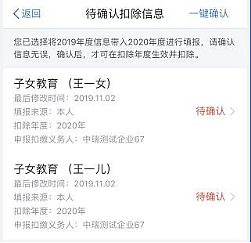 返回 待确认扣除信息 一键确认
您已选择将2019年度信息带入2020年度进行填报，请确认
信息无误，确认后，才可在扣除年度生效并扣除。
子女教育 （王一女）
最后修改时间：2019.11.02
填报来源：本人 待确认
扣除年度：2020年
申报扣缴义务人：中瑞测试企业67
子女教育 （王一儿）
最后修改时间：2019.11.02
填报来源：本人 待确认
扣除年度：2020年
申报扣缴义务人：中瑞测试企业67